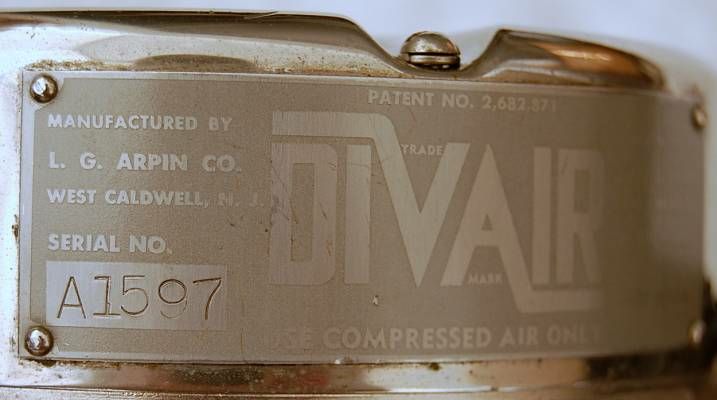 PATENT NO. 2,682,871
MANUFACTURED BY
L. G. ARPIN CO.
WEST CALDWELL, N. J.
SERIAL NO.
A1597
DIVAIR
TRADE
MARK
USE COMPRESSED AIR ONLY